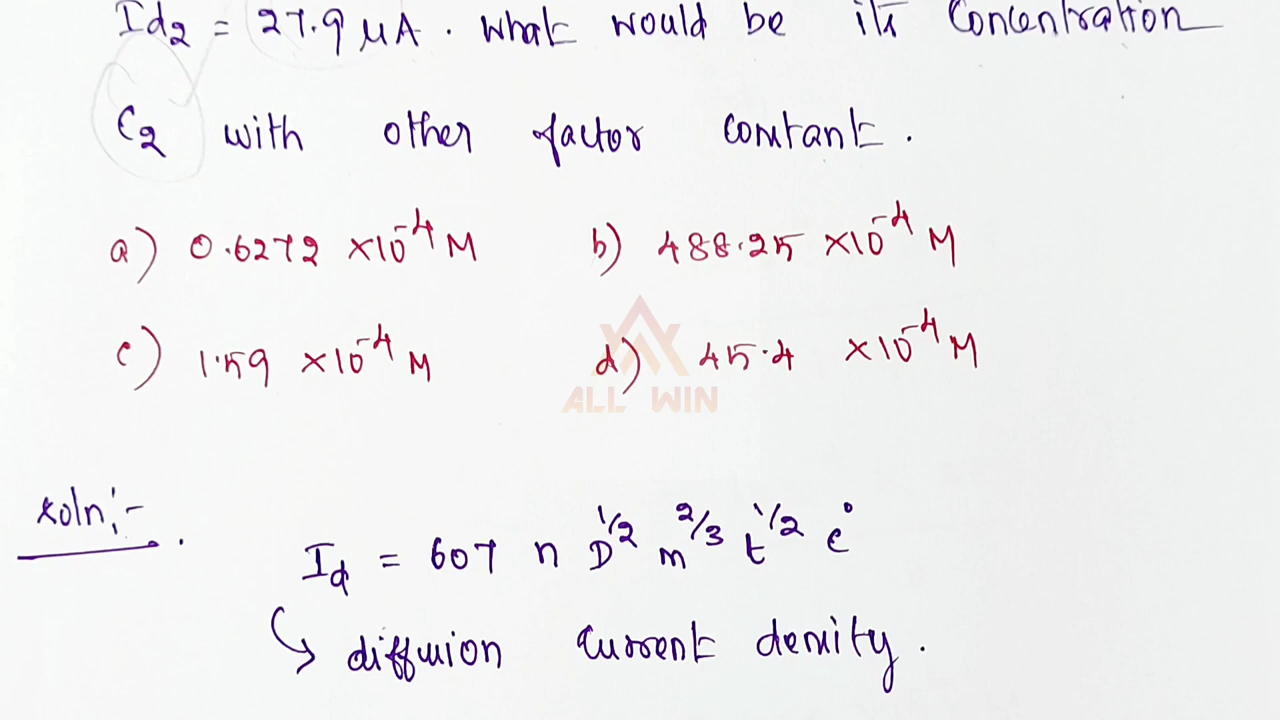 Id2 = 27.9 μA. what would be its Concentration
C2 with other factor constant.
a) 0.6272 ×10^-4 M b) 488.25 ×10^-4 M
c) 1.59 ×10^-4 M d) 45.4 ×10^-4 M
ALL WIN
soln:-
Id = 607 n D^1/2 m^2/3 t^1/2 c°
↳ diffusion current density.